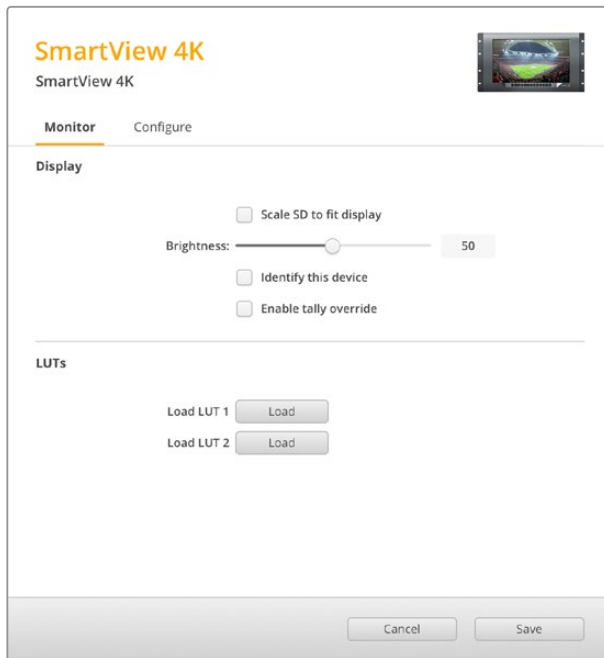 SmartView 4K
SmartView 4K
Monitor Configure
Display
Scale SD to fit display
Brightness: 50
Identify this device
Enable tally override
LUTs
Load LUT 1 Load
Load LUT 2 Load
Cancel Save